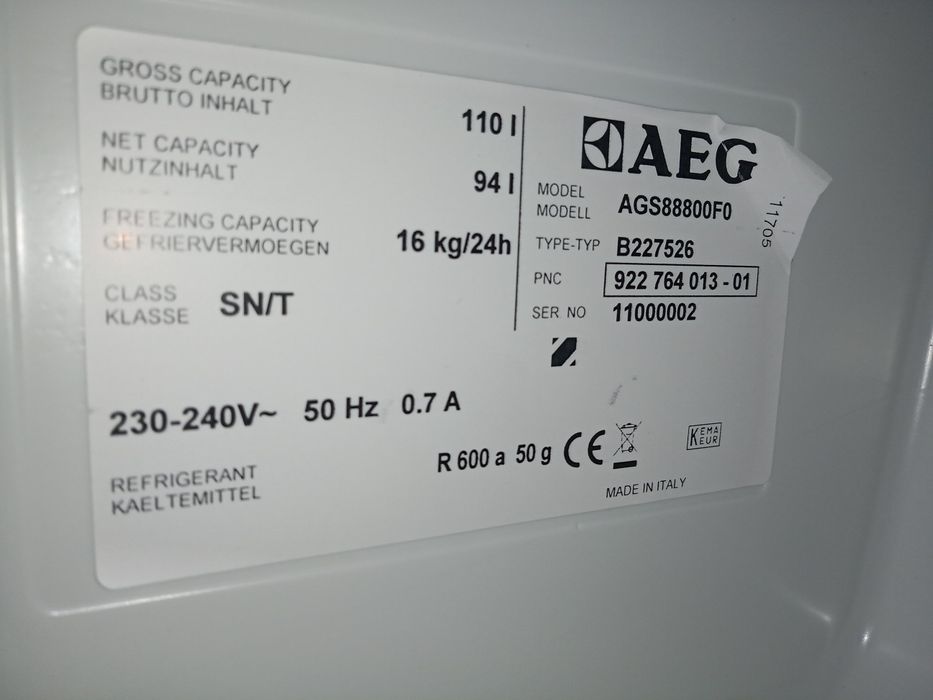 GROSS CAPACITY
BRUTTO INHALT
110 l
NET CAPACITY
NUTZINHALT
94 l
FREEZING CAPACITY
GEFRIERVERMOEGEN
16 kg/24h
CLASS
KLASSE
SN/T
AEG
11705
MODEL
MODELL
AGS88800F0
TYPE-TYP B227526
PNC 922 764 013 - 01
SER NO 11000002
230-240V~ 50 Hz 0.7 A
REFRIGERANT
KAELTEMITTEL
R 600 a 50 g CE
KEMA
EUR
MADE IN ITALY